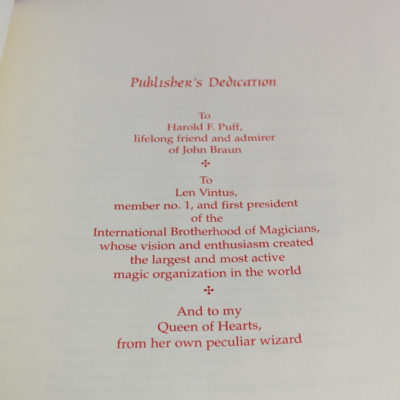 Publisher's Dedication
To
Harold F. Puff,
lifelong friend and admirer
of John Braun
✣
To
Len Vintus,
member no. 1, and first president
of the
International Brotherhood of Magicians,
whose vision and enthusiasm created
the largest and most active
magic organization in the world
✣
And to my
Queen of Hearts,
from her own peculiar wizard